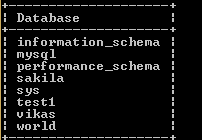 Database
information_schema
mysql
performance_schema
sakila
sys
test1
vikas
world